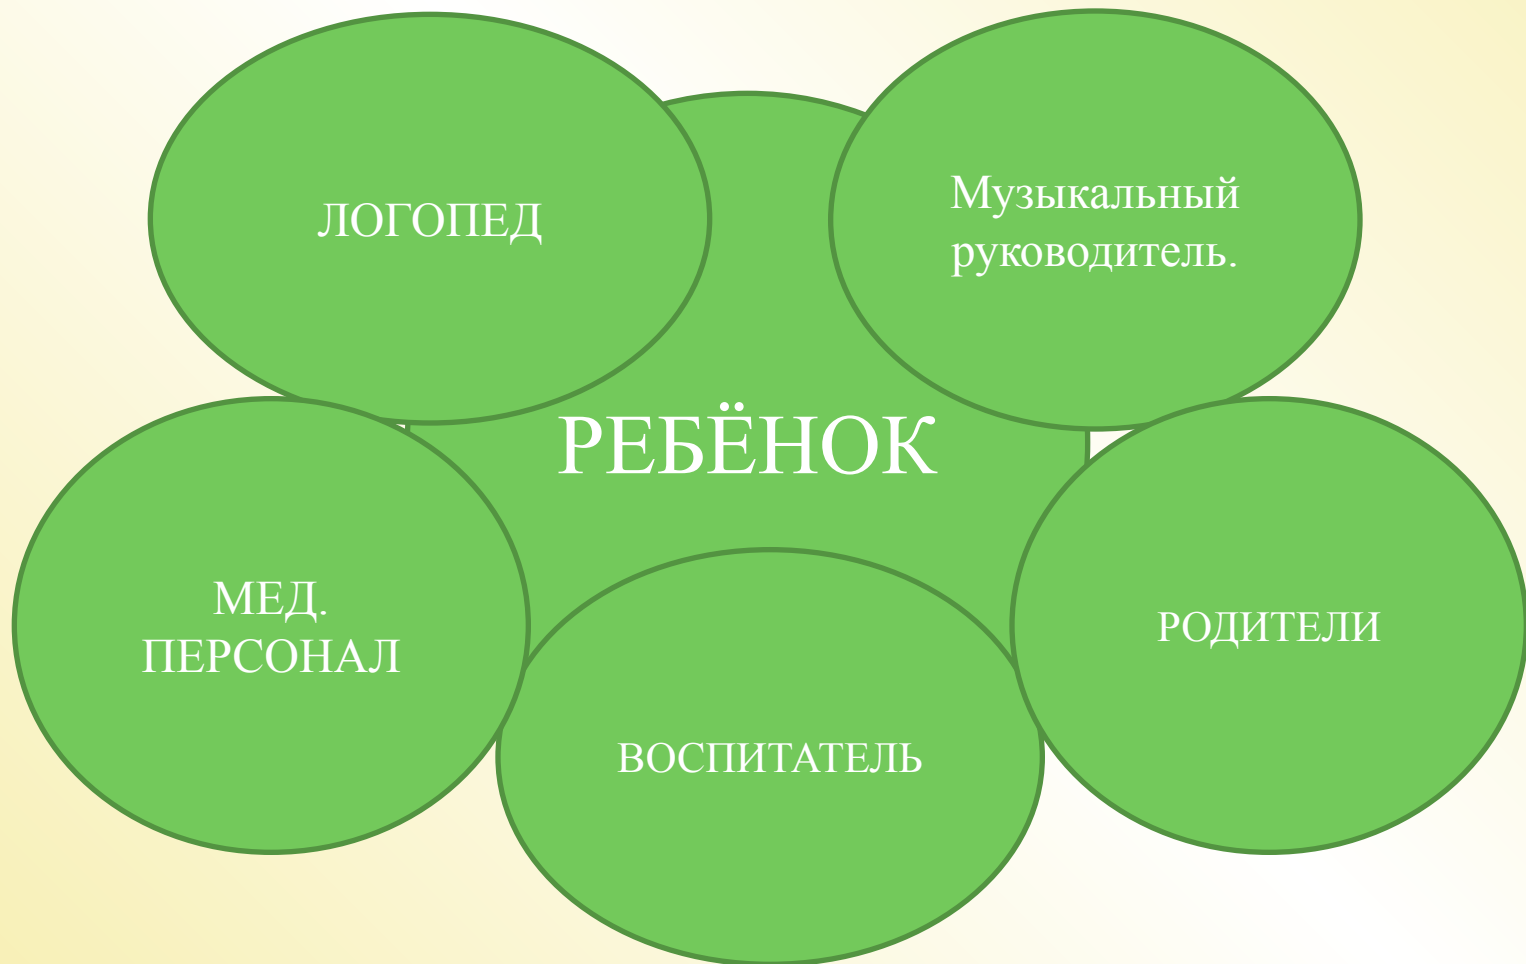 ЛОГОПЕД
Музыкальный
руководитель.
РЕБЁНОК
МЕД.
ПЕРСОНАЛ
РОДИТЕЛИ
ВОСПИТАТЕЛЬ